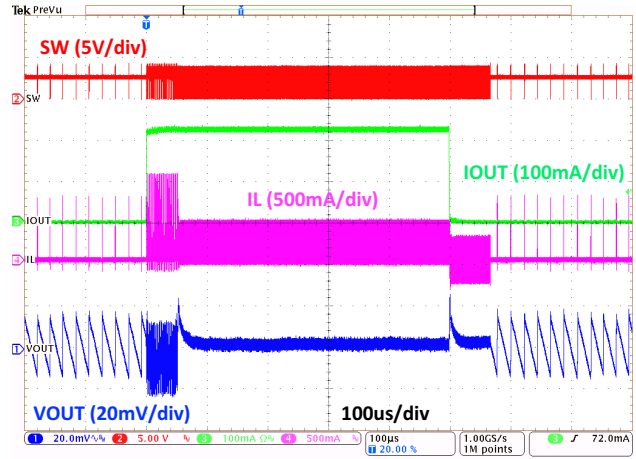 Tek PreVu
T
T
SW (5V/div)
2 SW
IOUT (100mA/div)
IL (500mA/div)
3 IOUT
4 IL
1 VOUT
VOUT (20mV/div)
100us/div
1 20.0mV 2 5.00 V 3 100mA Ω 4 500mA 100µs 1.00GS/s 3 72.0mA
T 20.00 % 1M points